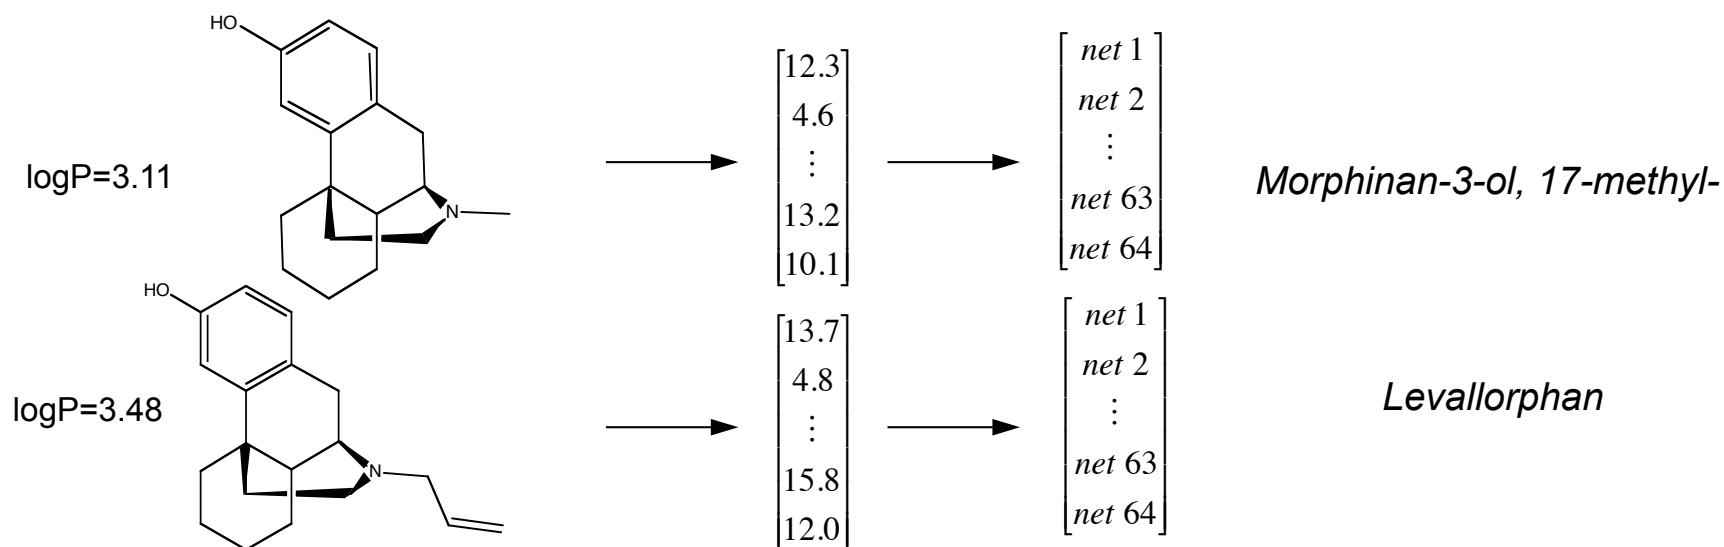 HO
N
logP=3.11
12.3
4.6
⋮
13.2
10.1
net 1
net 2
⋮
net 63
net 64
Morphinan-3-ol, 17-methyl-
HO
N
logP=3.48
13.7
4.8
⋮
15.8
12.0
net 1
net 2
⋮
net 63
net 64
Levallorphan